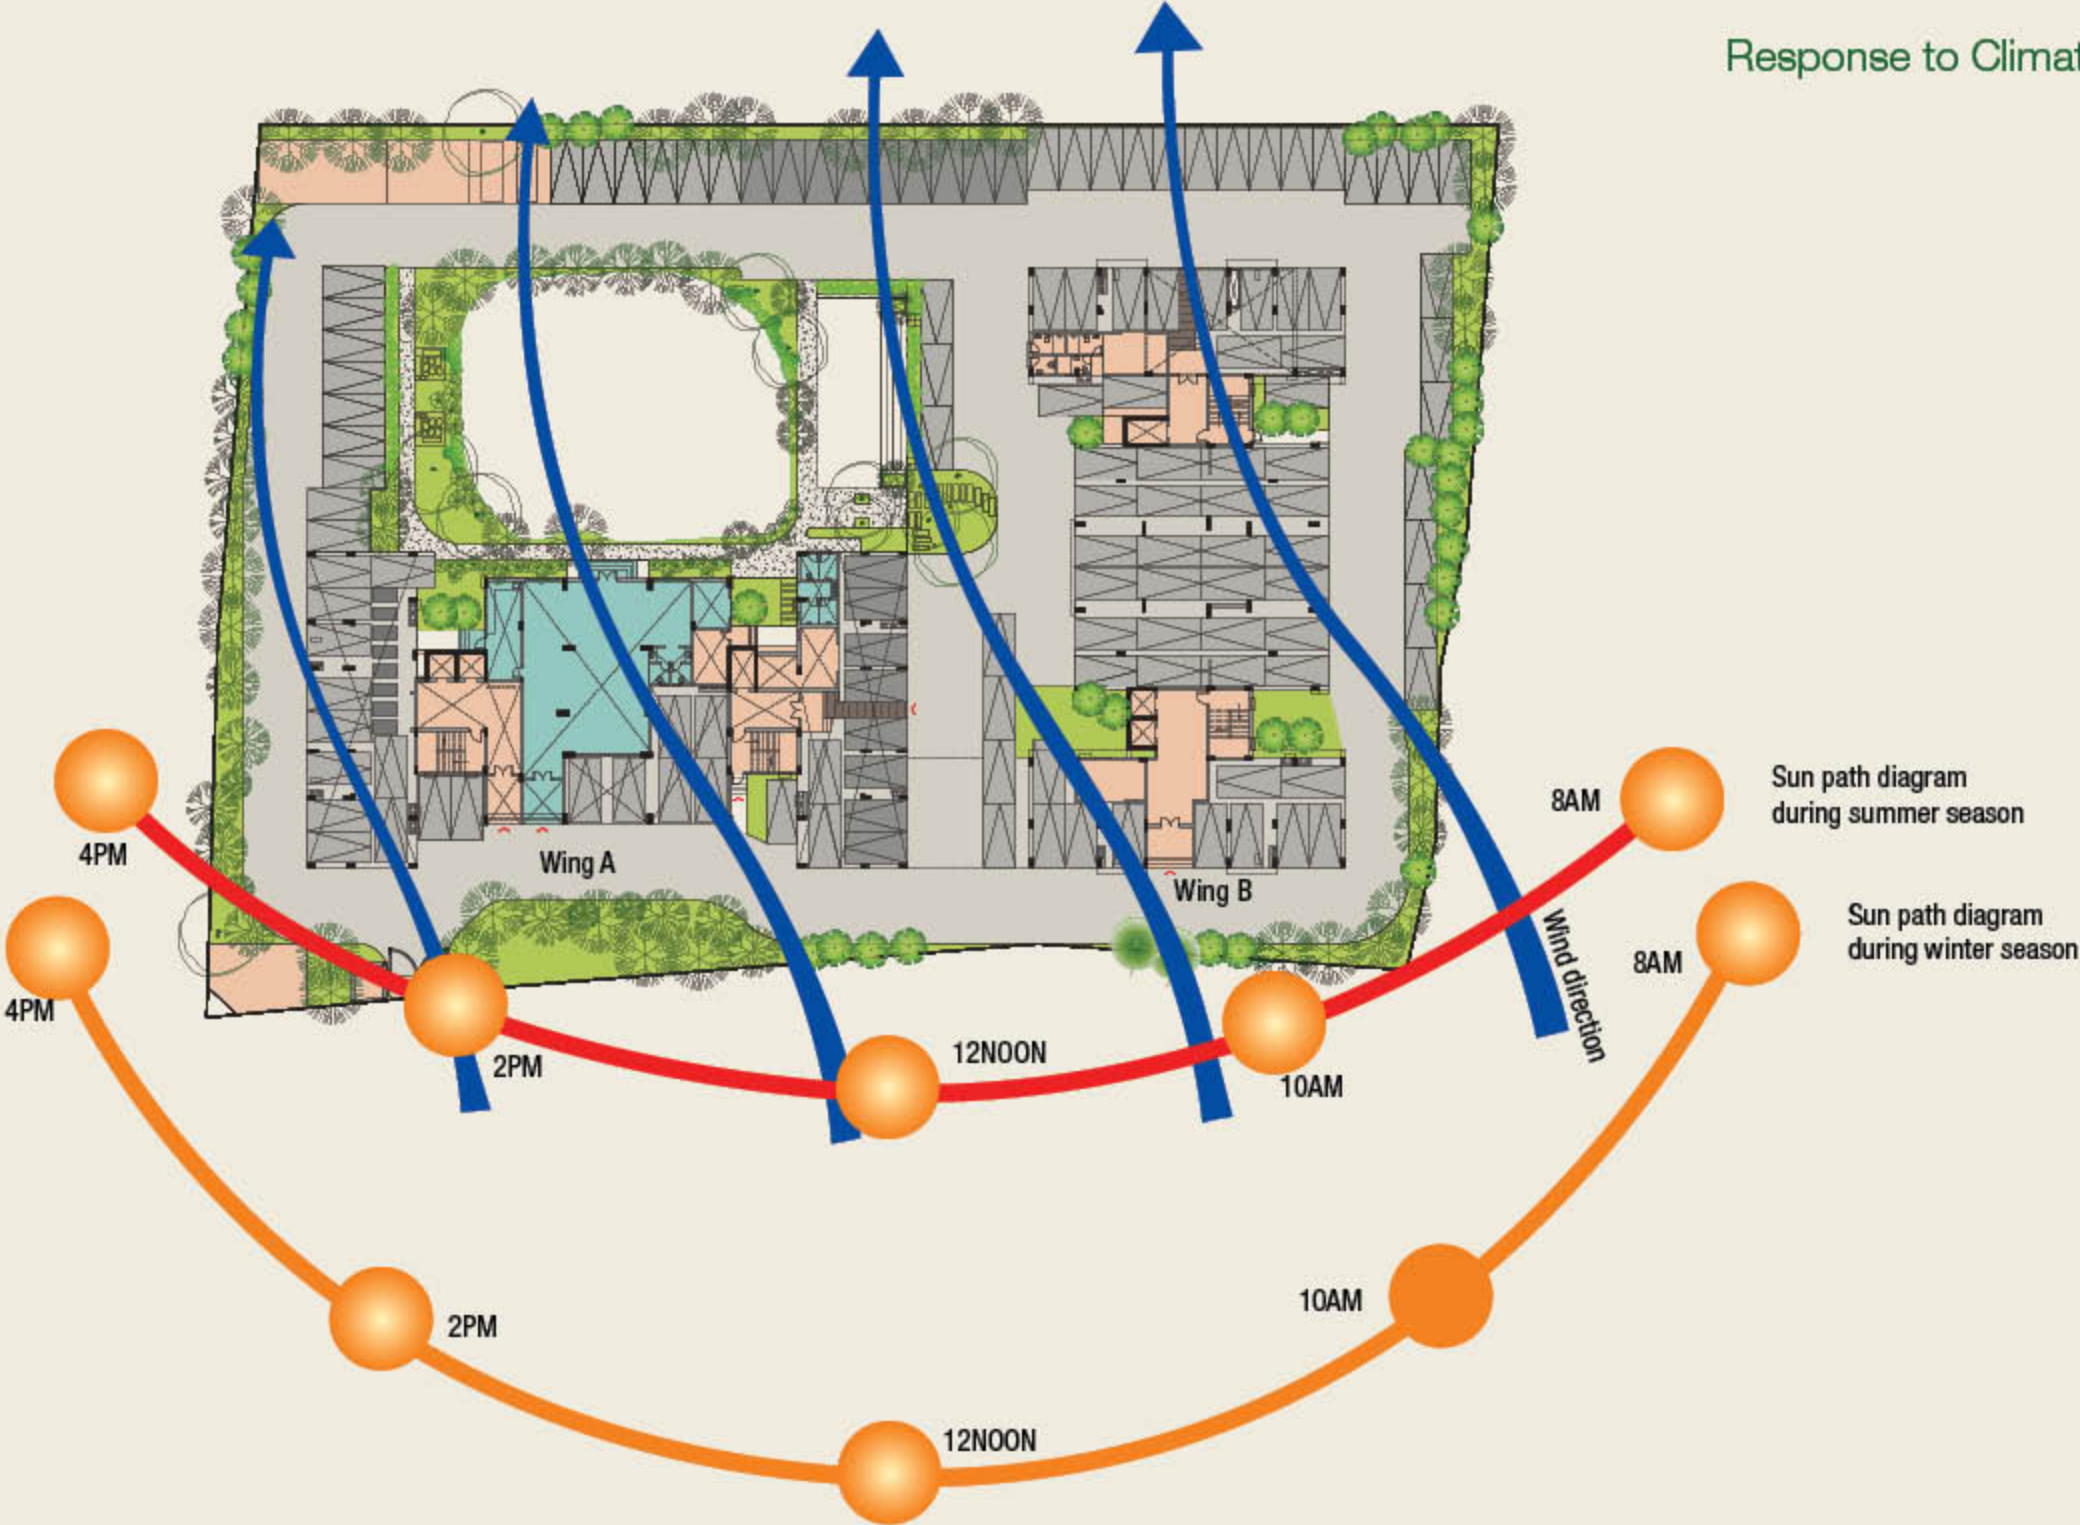 Response to Climat
Wing A
Wing B
Wind direction
8AM
Sun path diagram
during summer season
4PM
2PM
12NOON
10AM
8AM
Sun path diagram
during winter season
4PM
2PM
12NOON
10AM